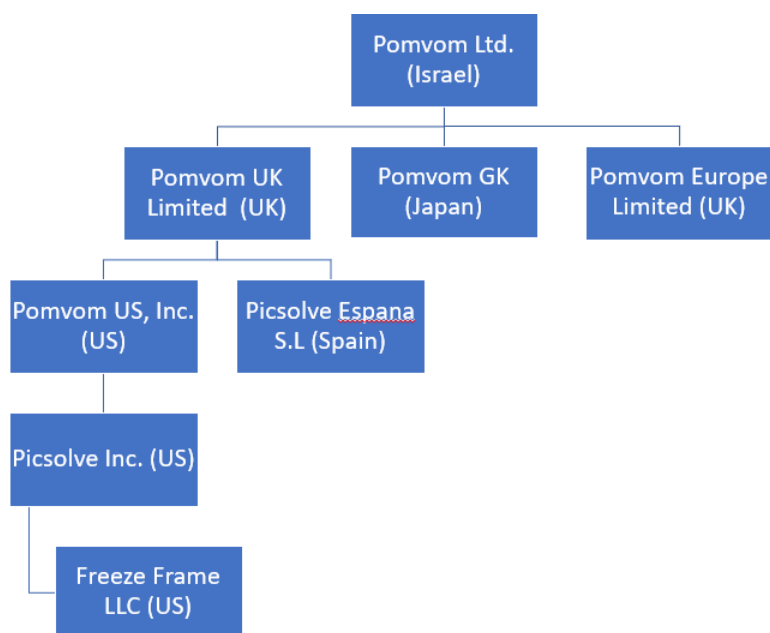 Pomvom Ltd.
(Israel)
Pomvom UK
Limited (UK)
Pomvom GK
(Japan)
Pomvom Europe
Limited (UK)
Pomvom US, Inc.
(US)
Picsolve Espana
S.L (Spain)
Picsolve Inc. (US)
Freeze Frame
LLC (US)